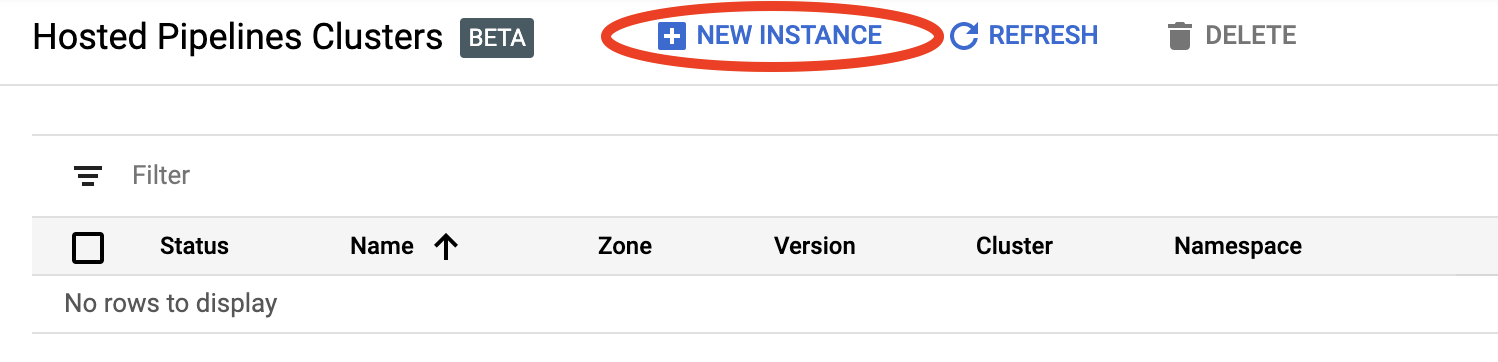 Hosted Pipelines Clusters BETA NEW INSTANCE REFRESH DELETE
Filter
Status Name Zone Version Cluster Namespace
No rows to display